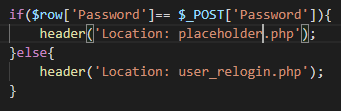 if($row['Password']== $_POST['Password']){
    header('Location: placeholder.php');
}else{
    header('Location: user_relogin.php');
}